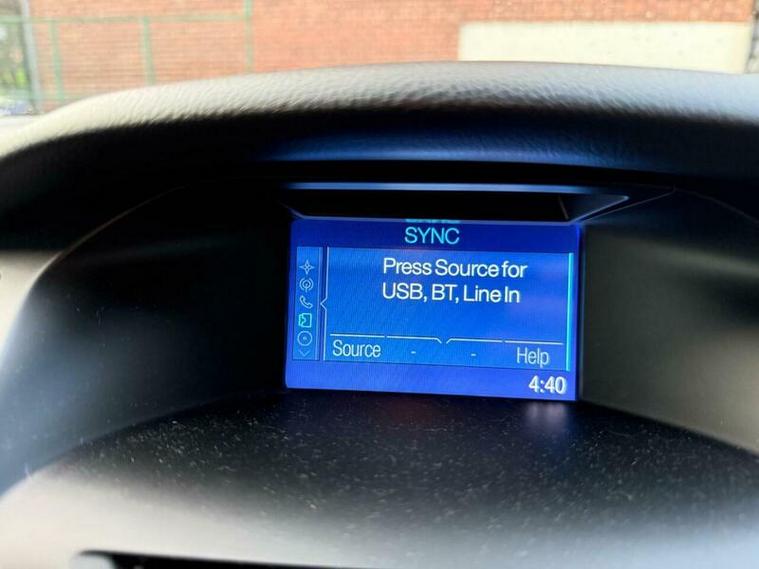 SYNC
Press Source for
USB, BT, Line In
Source - - Help
4:40